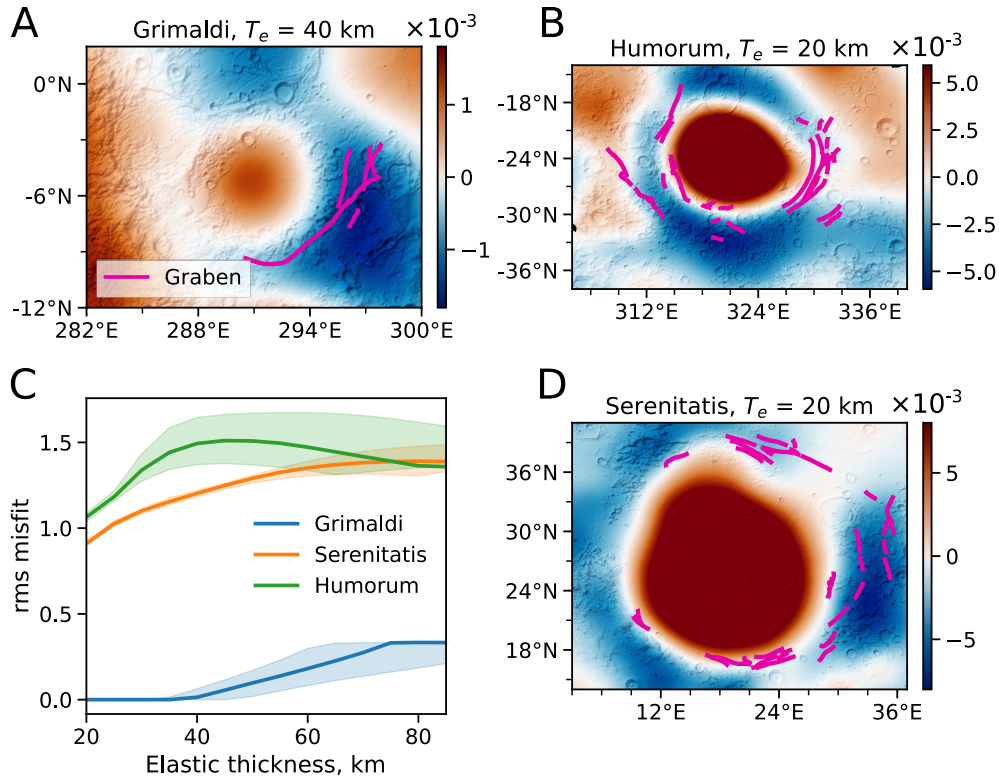 A
Grimaldi, Tₑ = 40 km
×10⁻³
0°N
-6°N
-12°N
282°E
288°E
294°E
300°E
Graben
1
0
−1
B
Humorum, Tₑ = 20 km
×10⁻³
-18°N
-24°N
-30°N
-36°N
312°E
324°E
336°E
5.0
2.5
0.0
−2.5
−5.0
C
rms misfit
1.5
1.0
0.5
0.0
20
40
60
80
Elastic thickness, km
Grimaldi
Serenitatis
Humorum
D
Serenitatis, Tₑ = 20 km
×10⁻³
36°N
30°N
24°N
18°N
12°E
24°E
36°E
5
0
−5